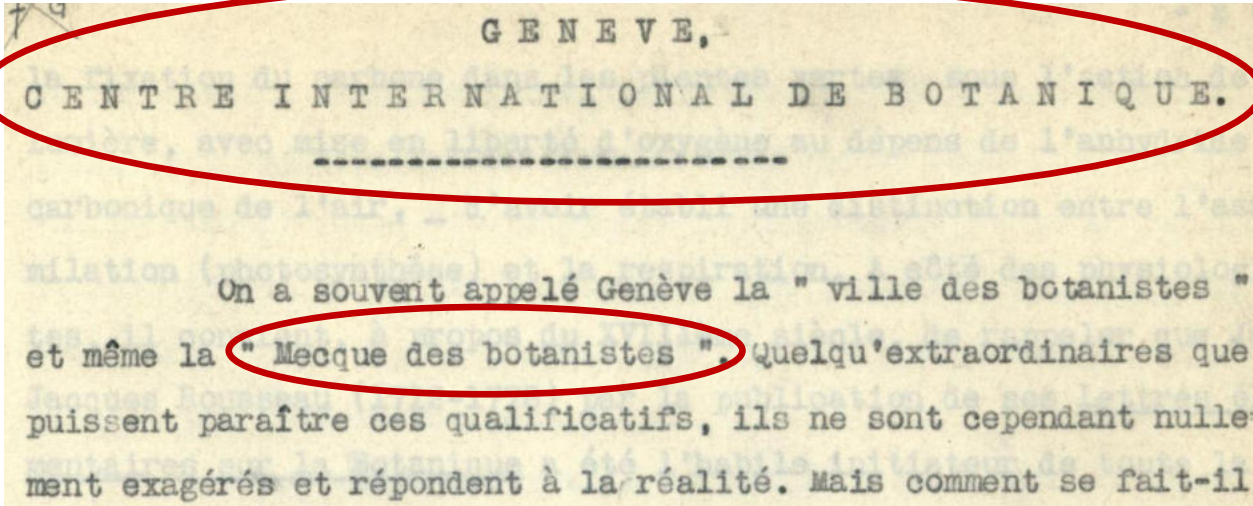 GENEVE,
CENTRE INTERNATIONAL DE BOTANIQUE.
On a souvent appelé Genève la " ville des botanistes "
et même la " Mecque des botanistes ". Quelqu'extraordinaires que
puissent paraître ces qualificatifs, ils ne sont cependant nulle-
ment exagérés et répondent à la réalité. Mais comment se fait-il